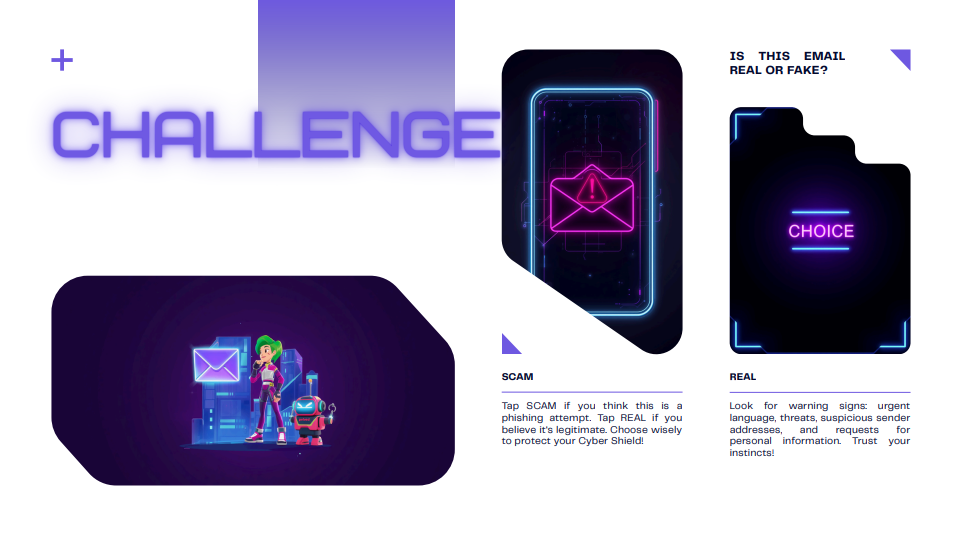 CHALLENGE
IS THIS EMAIL
REAL OR FAKE?
CHOICE
SCAM
Tap SCAM if you think this is a
phishing attempt. Tap REAL if you
believe it's legitimate. Choose wisely
to protect your Cyber Shield!
REAL
Look for warning signs: urgent
language, threats, suspicious sender
addresses, and requests for
personal information. Trust your
instincts!